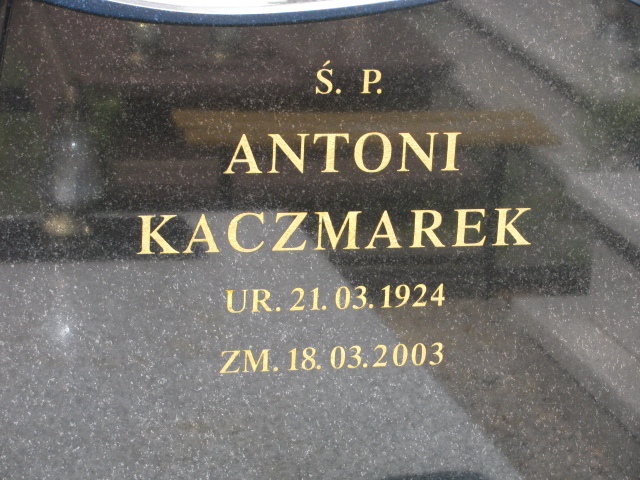 Ś. P.
ANTONI
KACZMAREK
UR. 21. 03. 1924
ZM. 18. 03. 2003